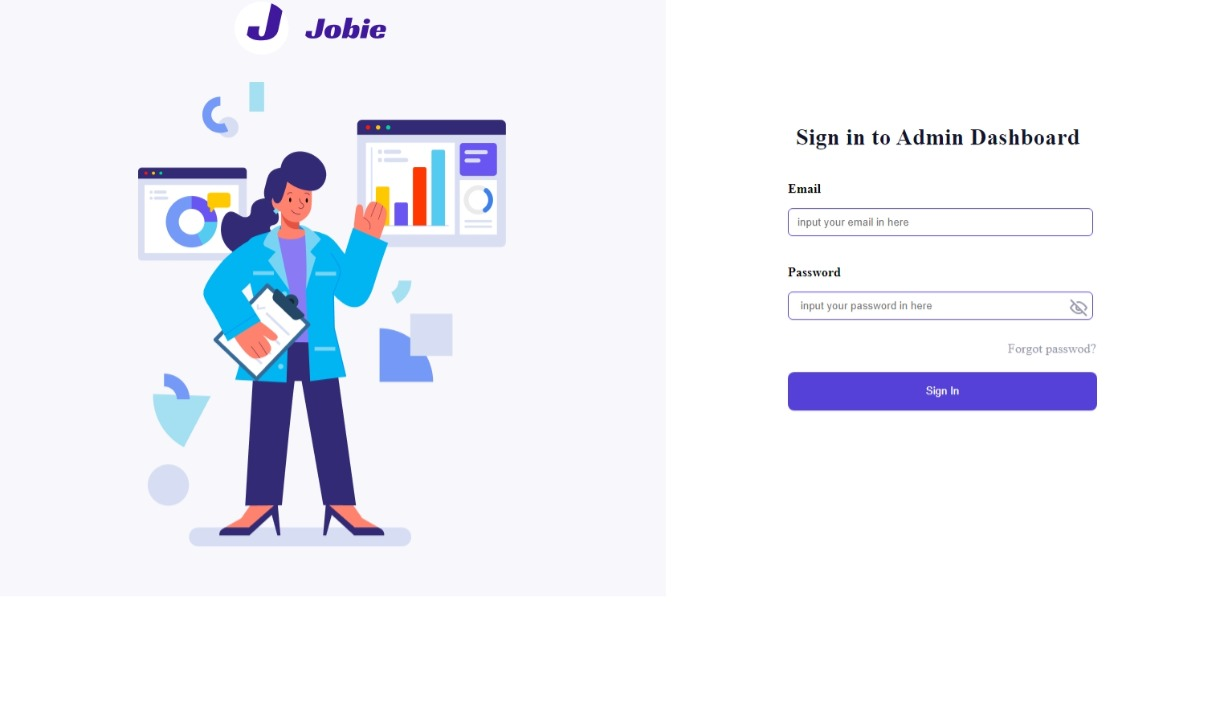 J Jobie
Sign in to Admin Dashboard
Email
input your email in here
Password
input your password in here
Forgot passwod?
Sign In